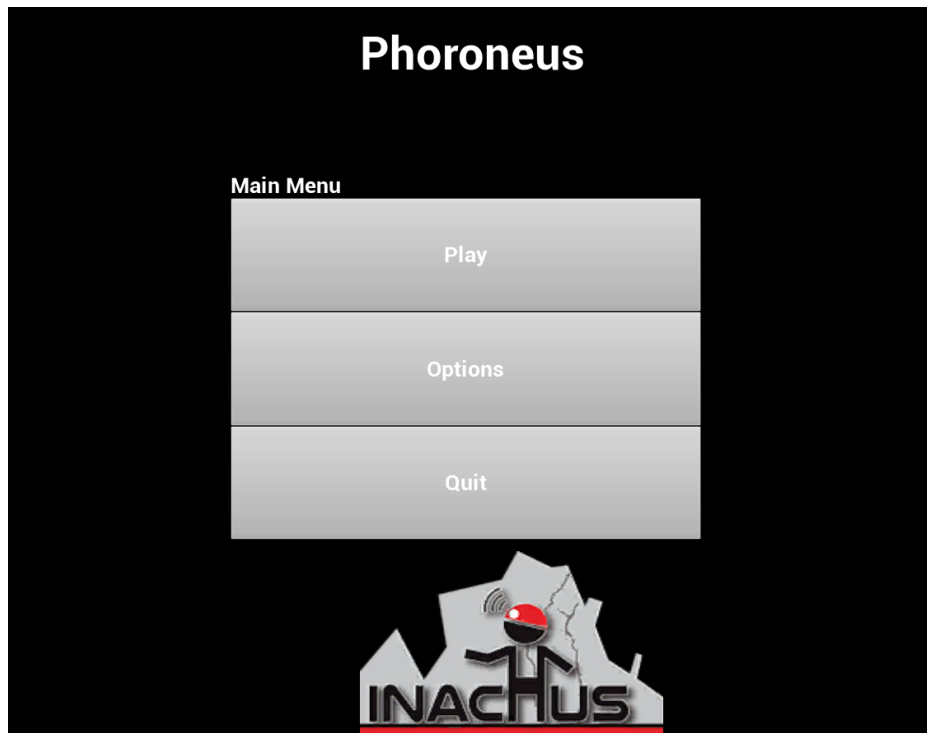 Phoroneus
Main Menu
Play
Options
Quit
INACHUS